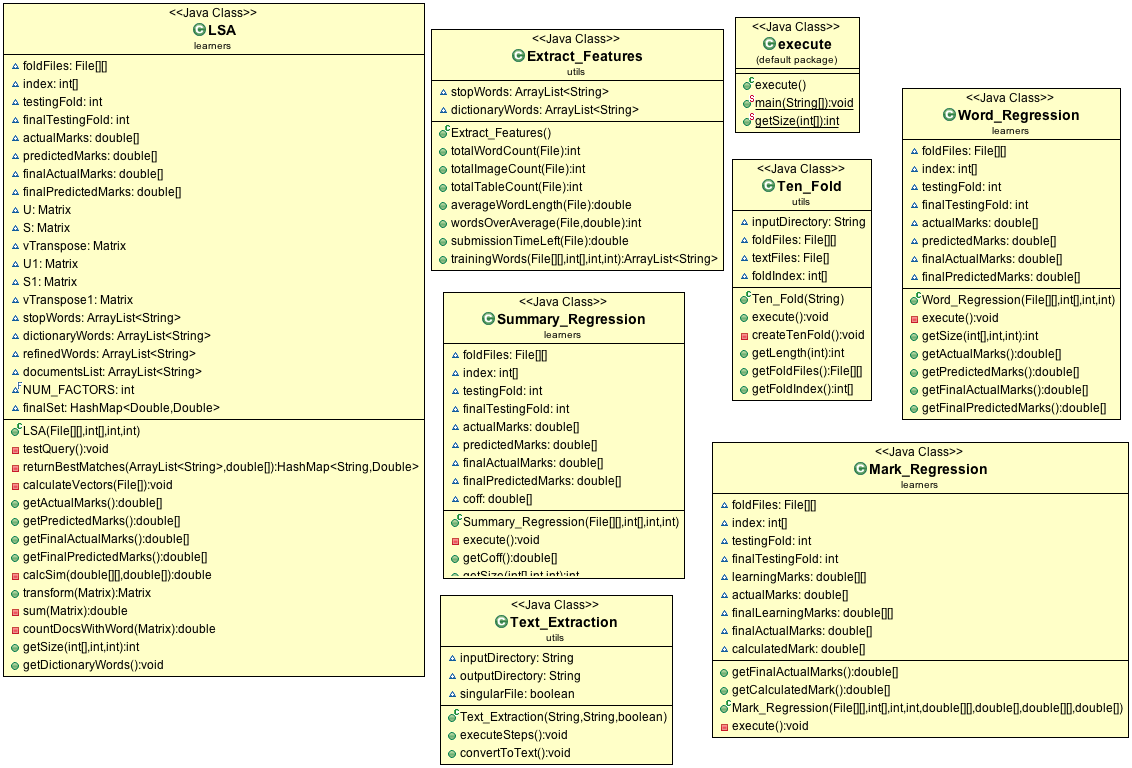 <<Java Class>>
LSA
learners
foldFiles: File[][]
index: int[]
testingFold: int
finalTestingFold: int
actualMarks: double[]
predictedMarks: double[]
finalActualMarks: double[]
finalPredictedMarks: double[]
U: Matrix
S: Matrix
vTranspose: Matrix
U1: Matrix
S1: Matrix
vTranspose1: Matrix
stopWords: ArrayList<String>
dictionaryWords: ArrayList<String>
refinedWords: ArrayList<String>
documentsList: ArrayList<String>
NUM_FACTORS: int
finalSet: HashMap<Double,Double>
LSA(File[][],int[],int,int)
testQuery():void
returnBestMatches(ArrayList<String>,double[]):HashMap<String,Double>
calculateVectors(File[]):void
getActualMarks():double[]
getPredictedMarks():double[]
getFinalActualMarks():double[]
getFinalPredictedMarks():double[]
calcSim(double[][],double[]):double
transform(Matrix):Matrix
sum(Matrix):double
countDocsWithWord(Matrix):double
getSize(int[],int,int):int
getDictionaryWords():void
<<Java Class>>
Extract_Features
utils
stopWords: ArrayList<String>
dictionaryWords: ArrayList<String>
Extract_Features()
totalWordCount(File):int
totalImageCount(File):int
totalTableCount(File):int
averageWordLength(File):double
wordsOverAverage(File,double):int
submissionTimeLeft(File):double
trainingWords(File[][],int[],int,int):ArrayList<String>
<<Java Class>>
Summary_Regression
learners
foldFiles: File[][]
index: int[]
testingFold: int
finalTestingFold: int
actualMarks: double[]
predictedMarks: double[]
finalActualMarks: double[]
finalPredictedMarks: double[]
coff: double[]
Summary_Regression(File[][],int[],int,int)
execute():void
getCoff():double[]
getSize(int[],int,int):int
<<Java Class>>
Text_Extraction
utils
inputDirectory: String
outputDirectory: String
singularFile: boolean
Text_Extraction(String,String,boolean)
executeSteps():void
convertToText():void
<<Java Class>>
execute
(default package)
execute()
main(String[]):void
getSize(int[]):int
<<Java Class>>
Ten_Fold
utils
inputDirectory: String
foldFiles: File[][]
textFiles: File[]
foldIndex: int[]
Ten_Fold(String)
execute():void
createTenFold():void
getLength(int):int
getFoldFiles():File[][]
getFoldIndex():int[]
<<Java Class>>
Word_Regression
learners
foldFiles: File[][]
index: int[]
testingFold: int
finalTestingFold: int
actualMarks: double[]
predictedMarks: double[]
finalActualMarks: double[]
finalPredictedMarks: double[]
Word_Regression(File[][],int[],int,int)
execute():void
getSize(int[],int,int):int
getActualMarks():double[]
getPredictedMarks():double[]
getFinalActualMarks():double[]
getFinalPredictedMarks():double[]
<<Java Class>>
Mark_Regression
learners
foldFiles: File[][]
index: int[]
testingFold: int
finalTestingFold: int
learningMarks: double[][]
actualMarks: double[]
finalLearningMarks: double[][]
finalActualMarks: double[]
calculatedMark: double[]
getFinalActualMarks():double[]
getCalculatedMark():double[]
Mark_Regression(File[][],int[],int,int,double[][],double[],double[][],double[])
execute():void